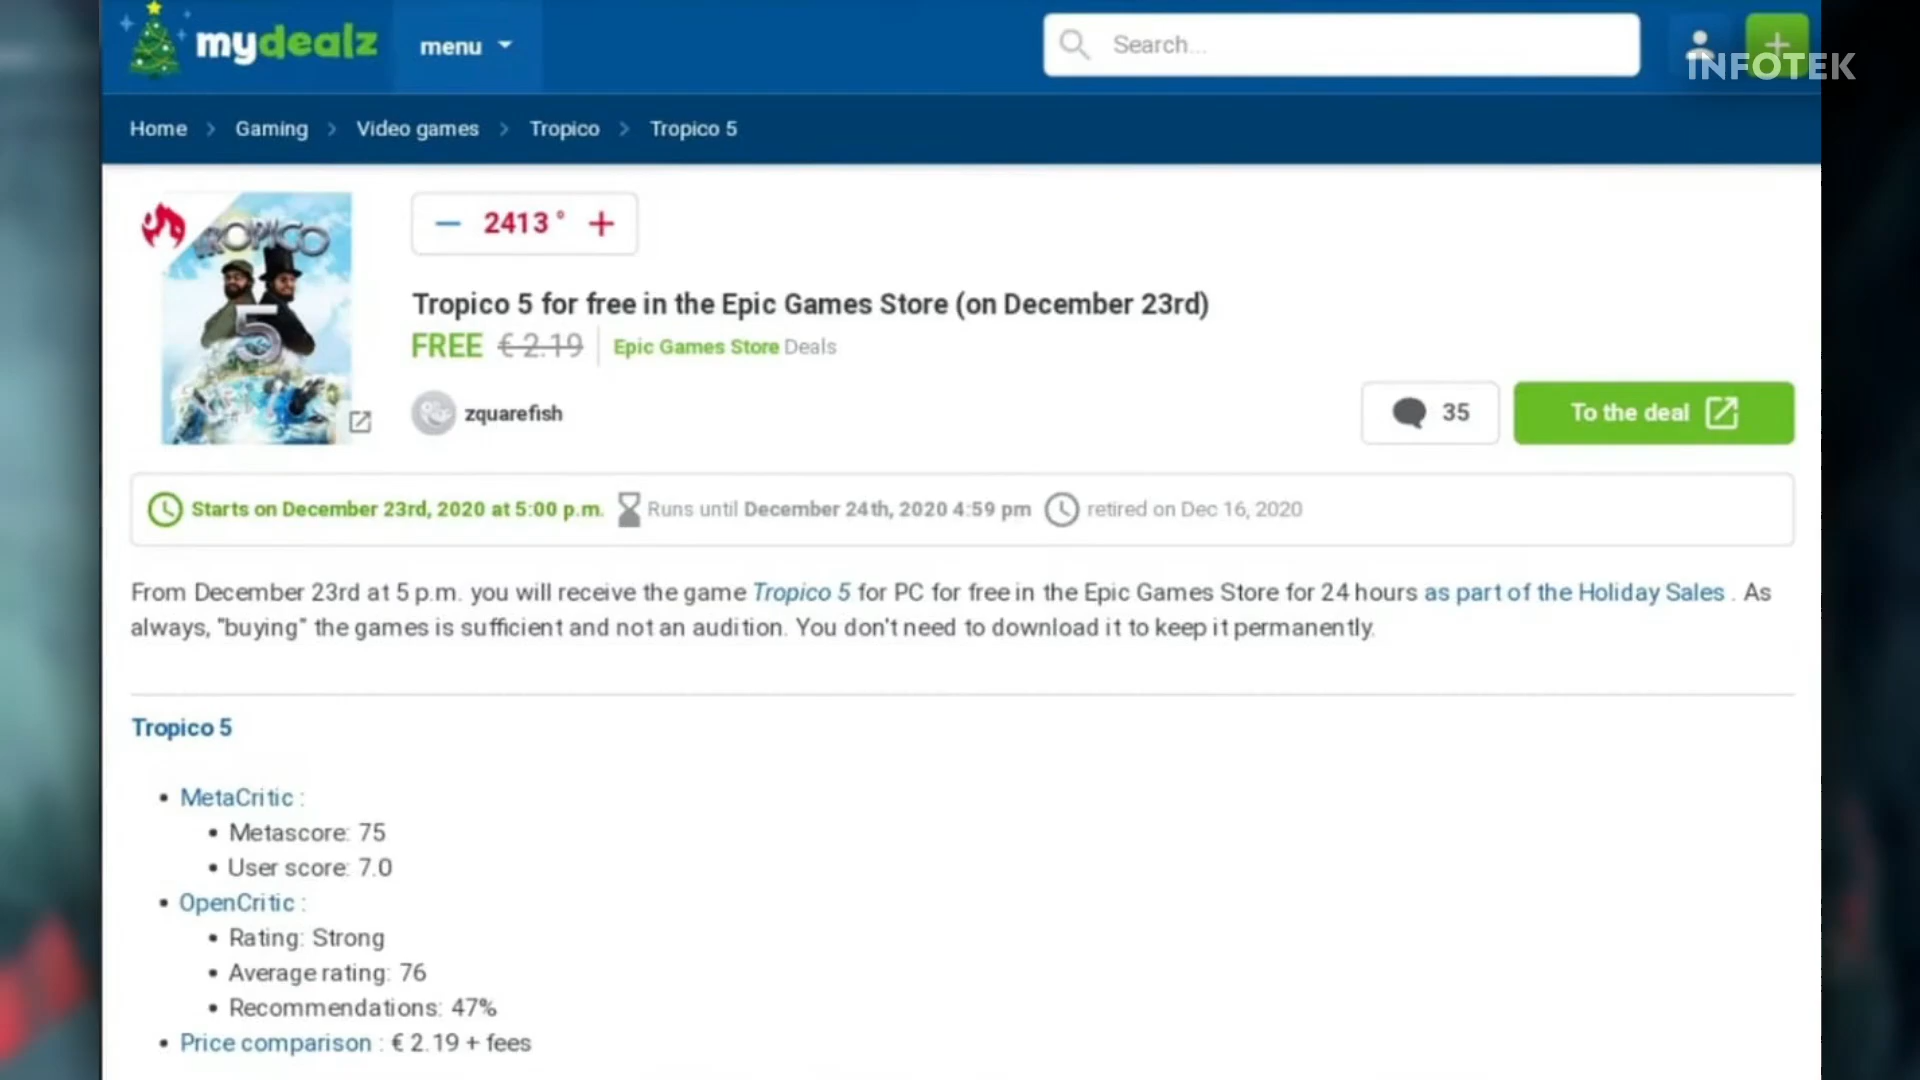 mydealz
menu
Search...
INFOTEK
Home > Gaming > Video games > Tropico > Tropico 5
TROPICO
5
2413°
Tropico 5 for free in the Epic Games Store (on December 23rd)
FREE € 2.19 Epic Games Store Deals
zquarefish
35
To the deal
Starts on December 23rd, 2020 at 5:00 p.m. Runs until December 24th, 2020 4:59 pm retired on Dec 16, 2020
From December 23rd at 5 p.m. you will receive the game Tropico 5 for PC for free in the Epic Games Store for 24 hours as part of the Holiday Sales . As
always, "buying" the games is sufficient and not an audition. You don't need to download it to keep it permanently.
Tropico 5
• MetaCritic :
• Metascore: 75
• User score: 7.0
• OpenCritic :
• Rating: Strong
• Average rating: 76
• Recommendations: 47%
• Price comparison : € 2.19 + fees